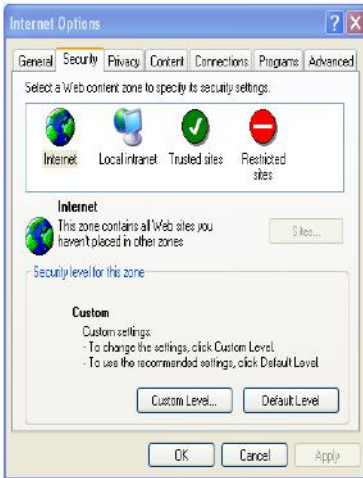 Internet Options
General Security Privacy Content Connections Programs Advanced
Select a Web content zone to specify its security settings.
Internet Local intranet Trusted sites Restricted sites
Internet
This zone contains all Web sites you
haven't placed in other zones
Sites...
Security level for this zone
Custom
Custom settings.
- To change the settings, click Custom Level.
- To use the recommended settings, click Default Level.
Custom Level... Default Level
OK Cancel Apply